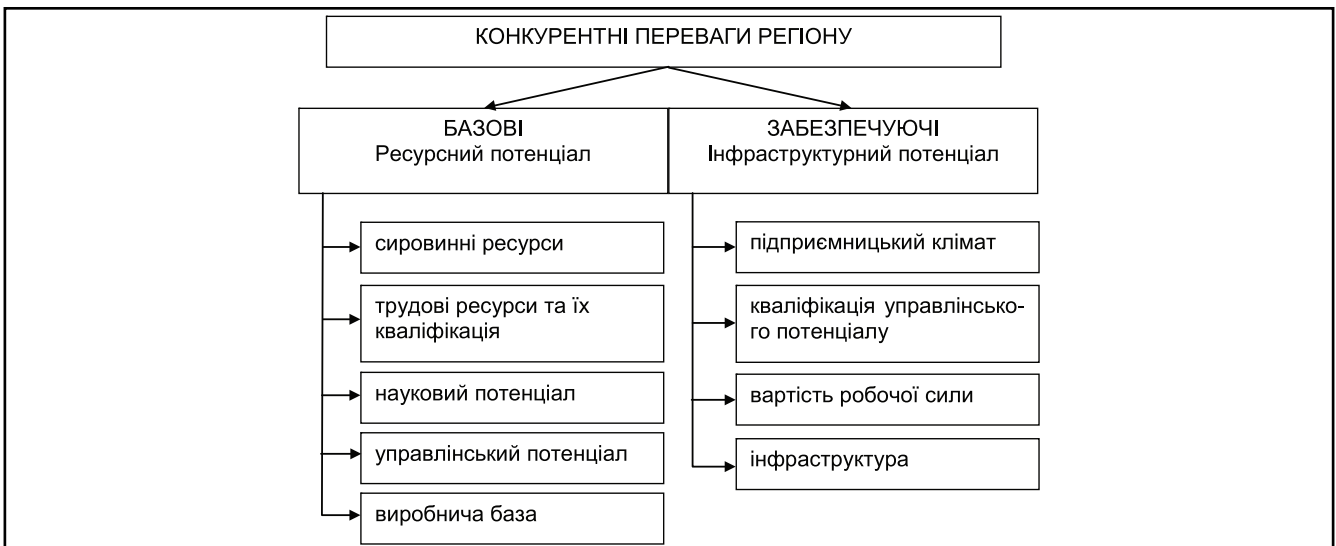 КОНКУРЕНТНІ ПЕРЕВАГИ РЕГІОНУ
БАЗОВІ
Ресурсний потенціал
ЗАБЕЗПЕЧУЮЧІ
Інфраструктурний потенціал
сировинні ресурси
трудові ресурси та їх
кваліфікація
науковий потенціал
управлінський потенціал
виробнича база
підприємницький клімат
кваліфікація управлінсько-
го потенціалу
вартість робочої сили
інфраструктура